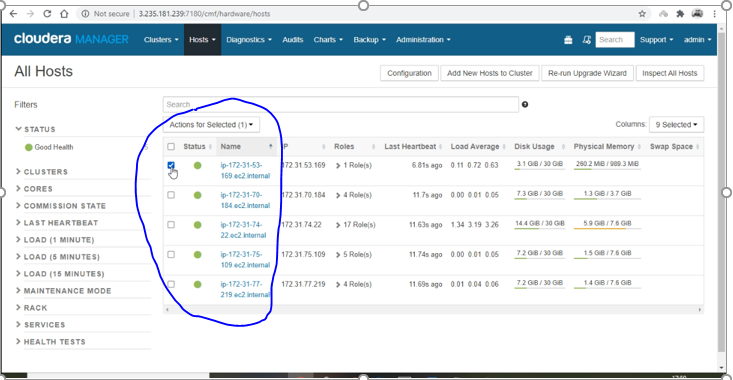 Not secure | 3.235.181.239:7180/cmf/hardware/hosts
cloudera MANAGER Clusters Hosts Diagnostics Audits Charts Backup Administration Search Support admin
All Hosts
Configuration Add New Hosts to Cluster Re-run Upgrade Wizard Inspect All Hosts
Filters
Search
Actions for Selected (1) Columns: 9 Selected
STATUS
Good Health
CLUSTERS
CORES
COMMISSION STATE
LAST HEARTBEAT
LOAD (1 MINUTE)
LOAD (5 MINUTES)
LOAD (15 MINUTES)
MAINTENANCE MODE
RACK
SERVICES
HEALTH TESTS
Status Name IP Roles Last Heartbeat Load Average Disk Usage Physical Memory Swap Space
ip-172-31-53- 172.31.53.169 1 Role(s) 6.81s ago 0.11 0.72 0.63 3.1 GiB / 30 GiB 260.2 MiB / 989.3 MiB
169.ec2.internal
ip-172-31-70- 172.31.70.184 4 Role(s) 11.7s ago 0.00 0.01 0.05 7.3 GiB / 30 GiB 1.3 GiB / 3.7 GiB
184.ec2.internal
ip-172-31-74- 172.31.74.22 17 Role(s) 11.63s ago 1.34 3.19 3.26 14.4 GiB / 30 GiB 5.9 GiB / 7.6 GiB
22.ec2.internal
ip-172-31-75- 172.31.75.109 5 Role(s) 11.74s ago 0.00 0.01 0.05 7.2 GiB / 30 GiB 1.5 GiB / 7.6 GiB
109.ec2.internal
ip-172-31-77- 172.31.77.219 4 Role(s) 11.69s ago 0.01 0.04 0.06 7.2 GiB / 30 GiB 1.4 GiB / 7.6 GiB
219.ec2.internal